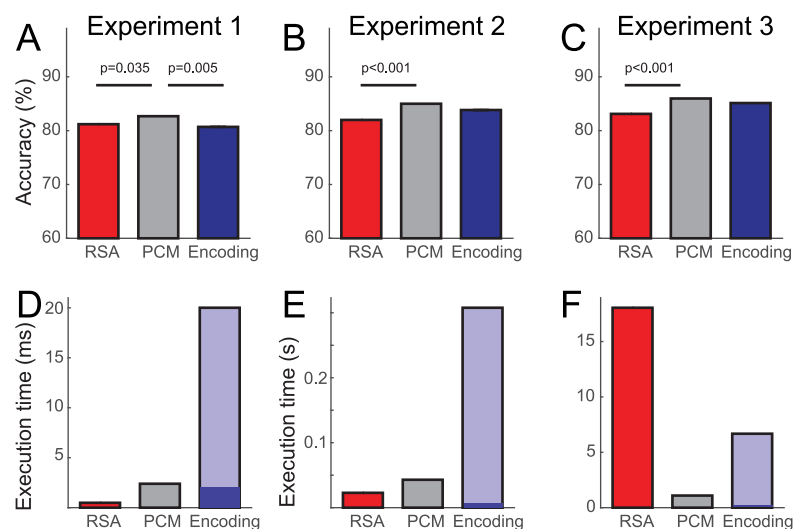 A Experiment 1
B Experiment 2
C Experiment 3
Accuracy (%)
p=0.035 p=0.005
p<0.001
p<0.001
90
80
70
60
90
80
70
60
90
80
70
60
RSA PCM Encoding
RSA PCM Encoding
RSA PCM Encoding
D
Execution time (ms)
20
15
10
5
RSA PCM Encoding
E
Execution time (s)
0.2
0.1
RSA PCM Encoding
F
15
10
5
0
RSA PCM Encoding